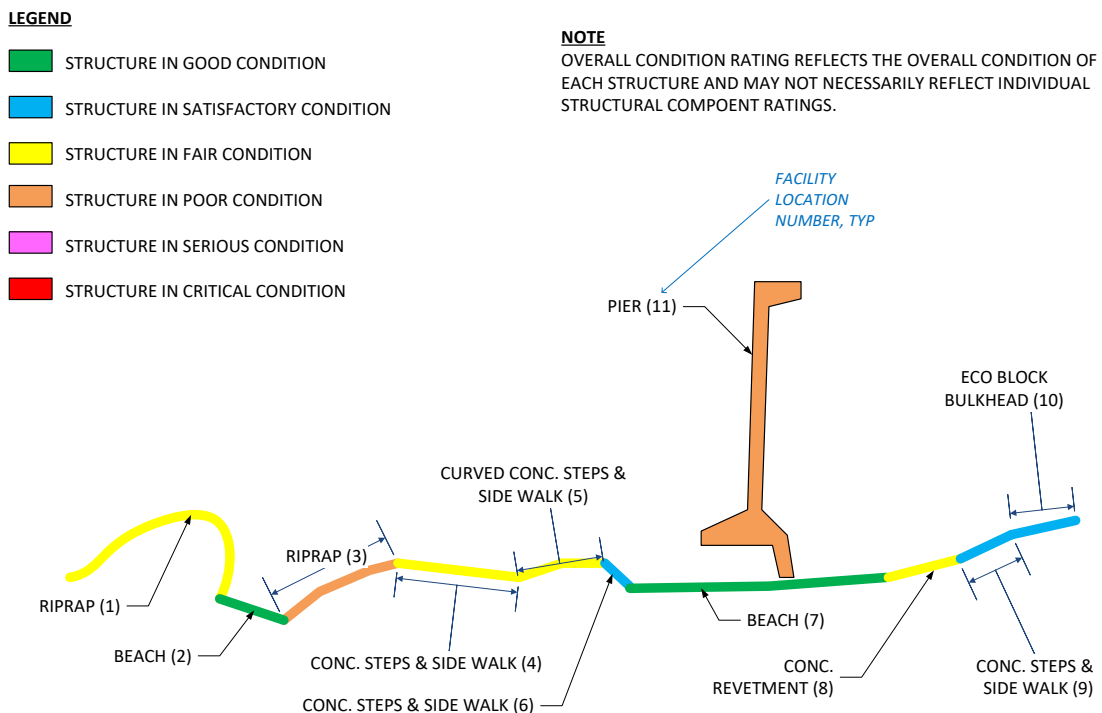 LEGEND
STRUCTURE IN GOOD CONDITION
STRUCTURE IN SATISFACTORY CONDITION
STRUCTURE IN FAIR CONDITION
STRUCTURE IN POOR CONDITION
STRUCTURE IN SERIOUS CONDITION
STRUCTURE IN CRITICAL CONDITION
NOTE
OVERALL CONDITION RATING REFLECTS THE OVERALL CONDITION OF
EACH STRUCTURE AND MAY NOT NECESSARILY REFLECT INDIVIDUAL
STRUCTURAL COMPOENT RATINGS.
FACILITY
LOCATION
NUMBER, TYP
PIER (11)
ECO BLOCK
BULKHEAD (10)
CURVED CONC. STEPS &
SIDE WALK (5)
RIPRAP (3)
RIPRAP (1)
BEACH (2)
CONC. STEPS & SIDE WALK (4)
CONC. STEPS & SIDE WALK (6)
BEACH (7)
CONC.
REVETMENT (8)
CONC. STEPS &
SIDE WALK (9)